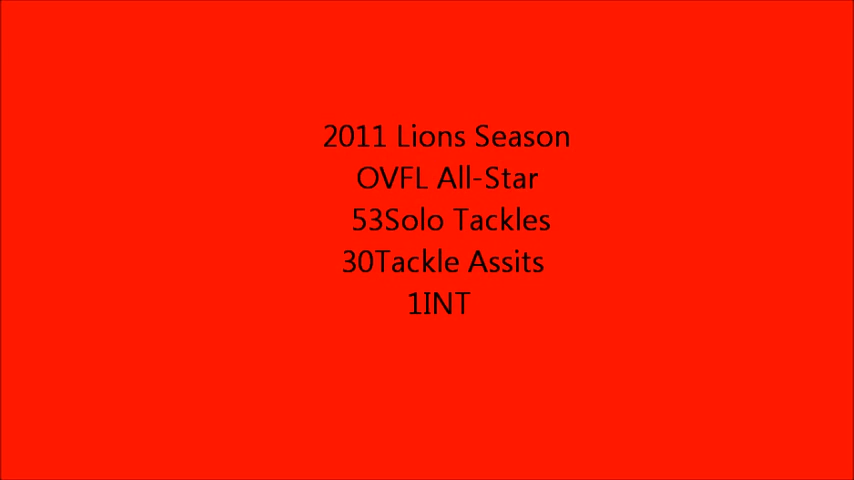 2011 Lions Season
OVFL All-Star
53Solo Tackles
30Tackle Assits
1INT